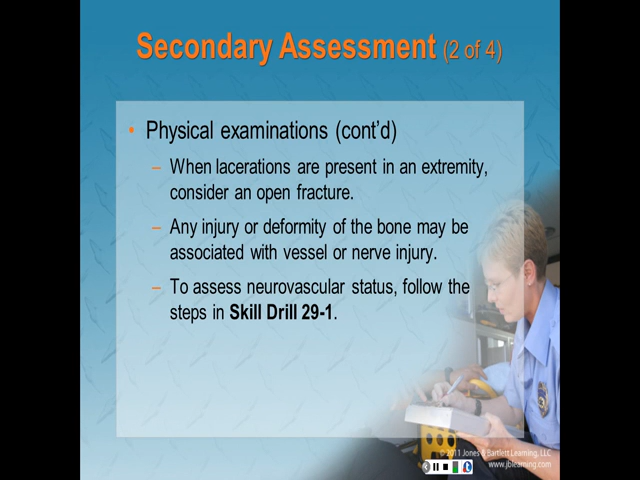 Secondary Assessment (2 of 4)
• Physical examinations (cont’d)
– When lacerations are present in an extremity,
consider an open fracture.
– Any injury or deformity of the bone may be
associated with vessel or nerve injury.
– To assess neurovascular status, follow the
steps in Skill Drill 29-1.
© 2011 Jones & Bartlett Learning, LLC
www.jblearning.com